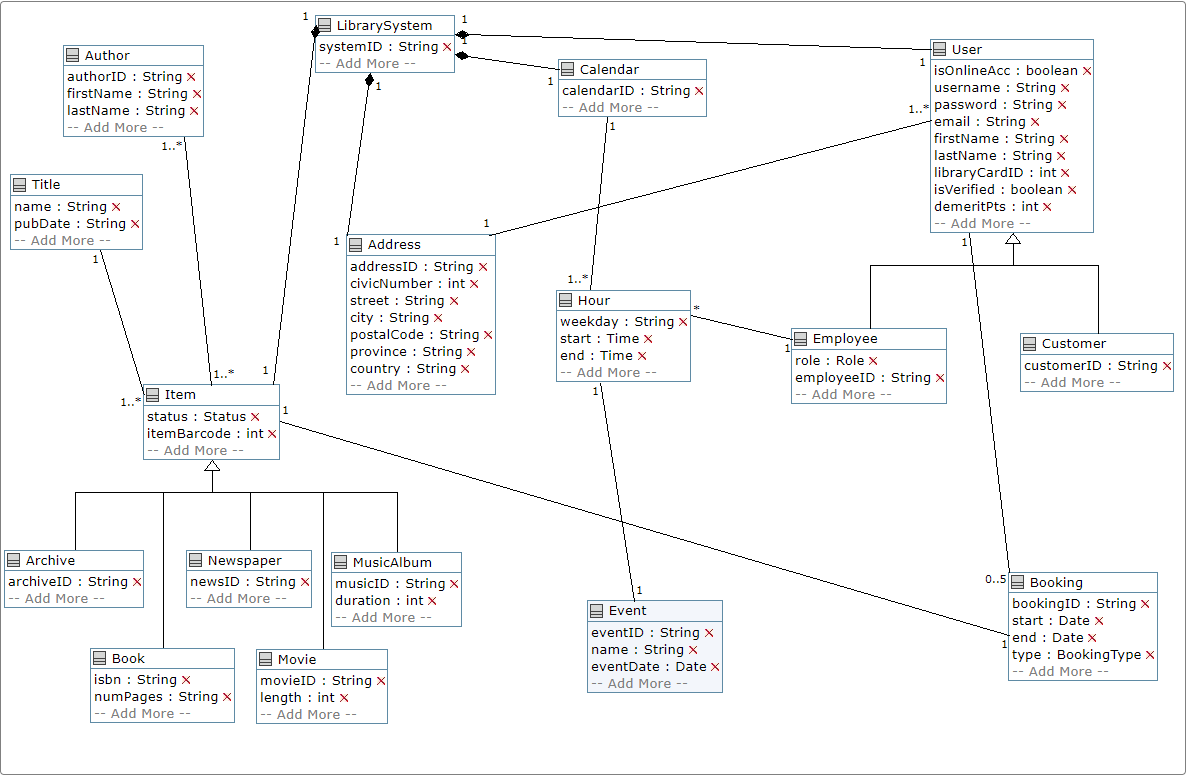 LibrarySystem
systemID : String ×
-- Add More --
1
1
1
1
Author
authorID : String ×
firstName : String ×
lastName : String ×
-- Add More --
1..*
Calendar
calendarID : String ×
-- Add More --
1
1
User
isOnlineAcc : boolean ×
username : String ×
password : String ×
email : String ×
firstName : String ×
lastName : String ×
libraryCardID : int ×
isVerified : boolean ×
demeritPts : int ×
-- Add More --
1
1..*
1
Title
name : String ×
pubDate : String ×
-- Add More --
1
Address
addressID : String ×
civicNumber : int ×
street : String ×
city : String ×
postalCode : String ×
province : String ×
country : String ×
-- Add More --
1
1
Hour
weekday : String ×
start : Time ×
end : Time ×
-- Add More --
1..*
*
1
Employee
role : Role ×
employeeID : String ×
-- Add More --
1
Customer
customerID : String ×
-- Add More --
Item
status : Status ×
itemBarcode : int ×
-- Add More --
1..*
1..*
1
1
Archive
archiveID : String ×
-- Add More --
Newspaper
newsID : String ×
-- Add More --
MusicAlbum
musicID : String ×
duration : int ×
-- Add More --
Book
isbn : String ×
numPages : String ×
-- Add More --
Movie
movieID : String ×
length : int ×
-- Add More --
Event
eventID : String ×
name : String ×
eventDate : Date ×
-- Add More --
1
Booking
bookingID : String ×
start : Date ×
end : Date ×
type : BookingType ×
-- Add More --
0..5
1